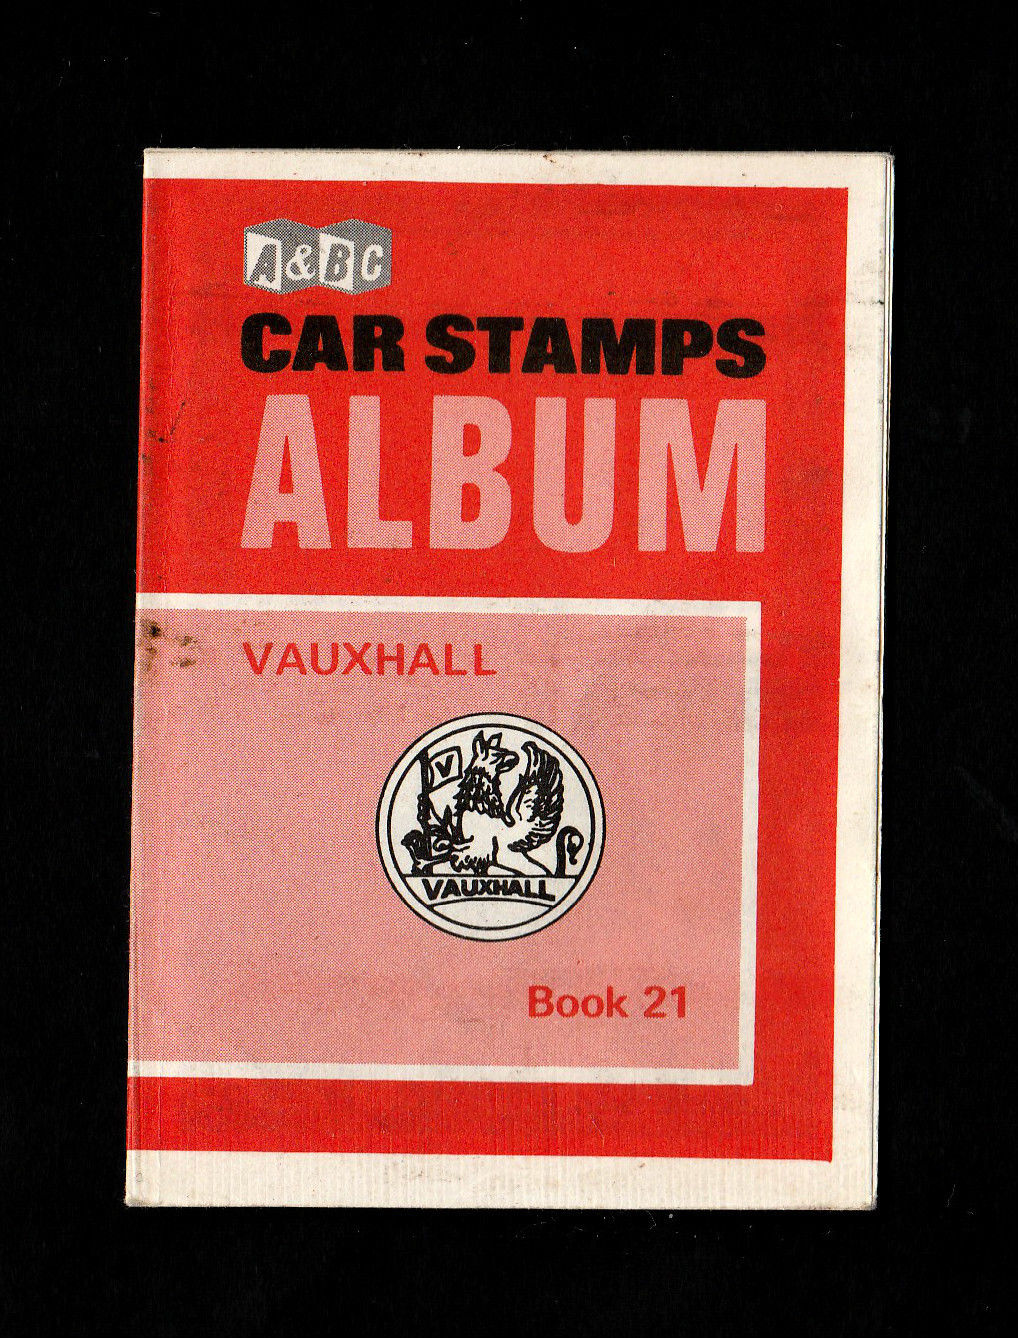 A&BC
CAR STAMPS
ALBUM
VAUXHALL
V
VAUXHALL
Book 21